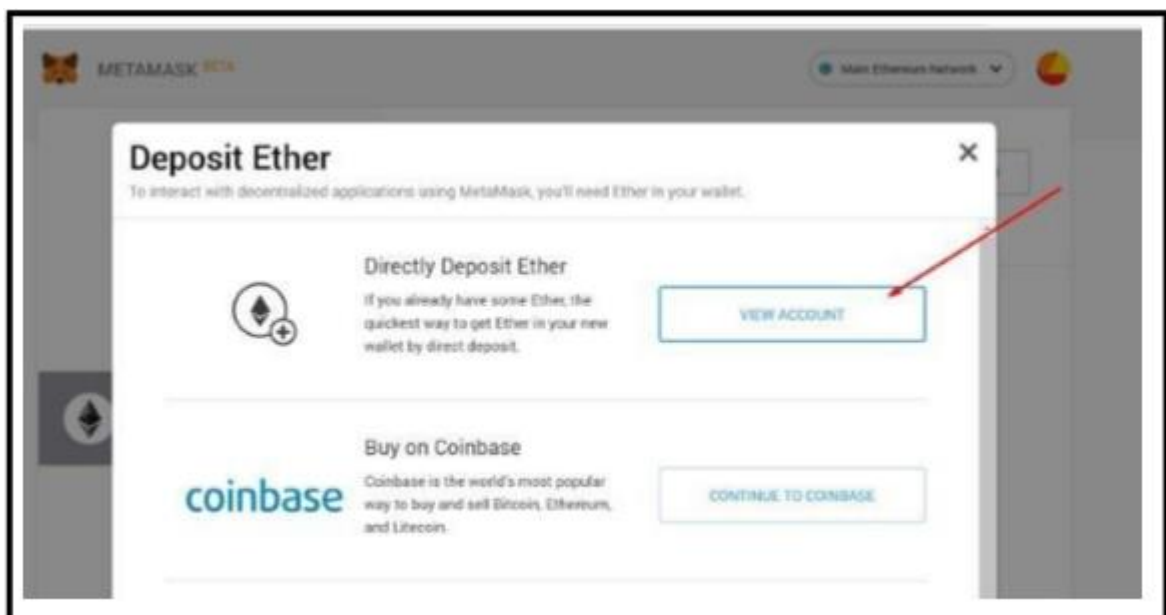 METAMASK BETA
Main Ethereum Network
Deposit Ether
To interact with decentralized applications using MetaMask, you'll need Ether in your wallet.
Directly Deposit Ether
If you already have some Ether, the
quickest way to get Ether in your new
wallet by direct deposit.
VIEW ACCOUNT
Buy on Coinbase
coinbase
Coinbase is the world's most popular
way to buy and sell Bitcoin, Ethereum,
and Litecoin.
CONTINUE TO COINBASE